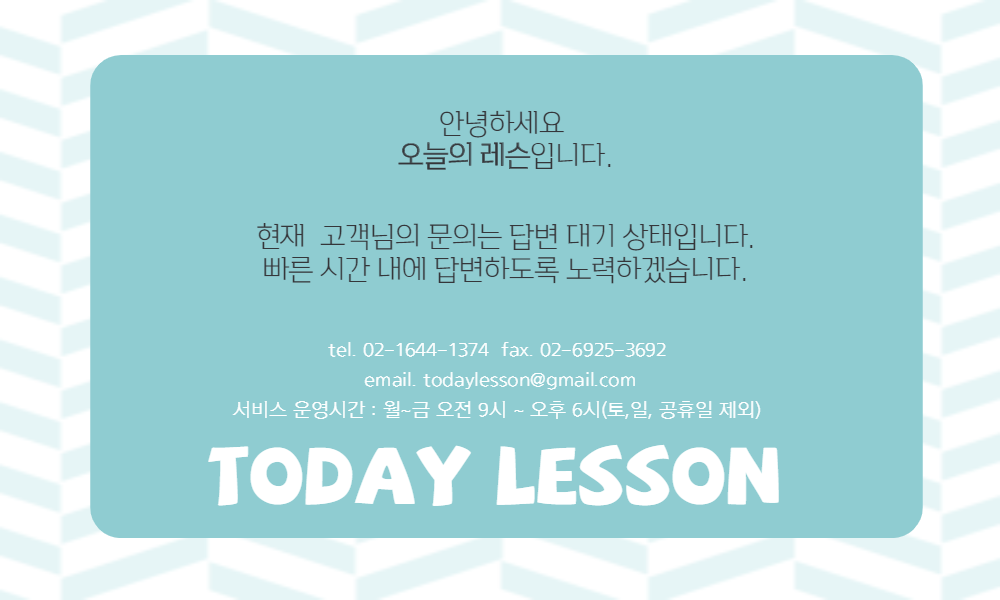 안녕하세요
오늘의 레슨입니다.
현재 고객님의 문의는 답변 대기 상태입니다.
빠른 시간 내에 답변하도록 노력하겠습니다.
tel. 02-1644-1374 fax. 02-6925-3692
email. todaylesson@gmail.com
서비스 운영시간 : 월~금 오전 9시 ~ 오후 6시(토,일, 공휴일 제외)
TODAY LESSON